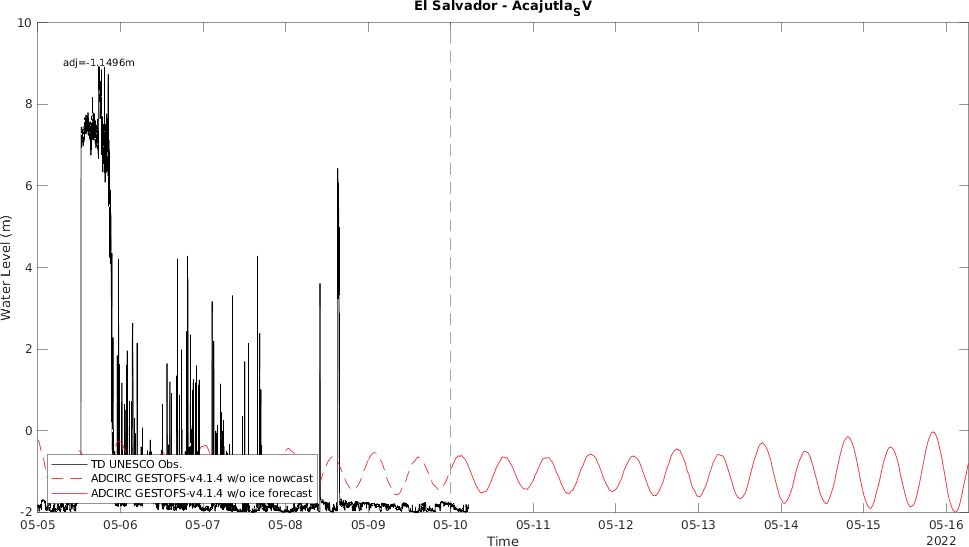 El Salvador - AcajutlaSV
adj=-1.1496m
Water Level (m)
10
8
6
4
2
0
-2
TD UNESCO Obs.
ADCIRC GESTOFS-v4.1.4 w/o ice nowcast
ADCIRC GESTOFS-v4.1.4 w/o ice forecast
05-05 05-06 05-07 05-08 05-09 05-10 05-11 05-12 05-13 05-14 05-15 05-16
Time 2022